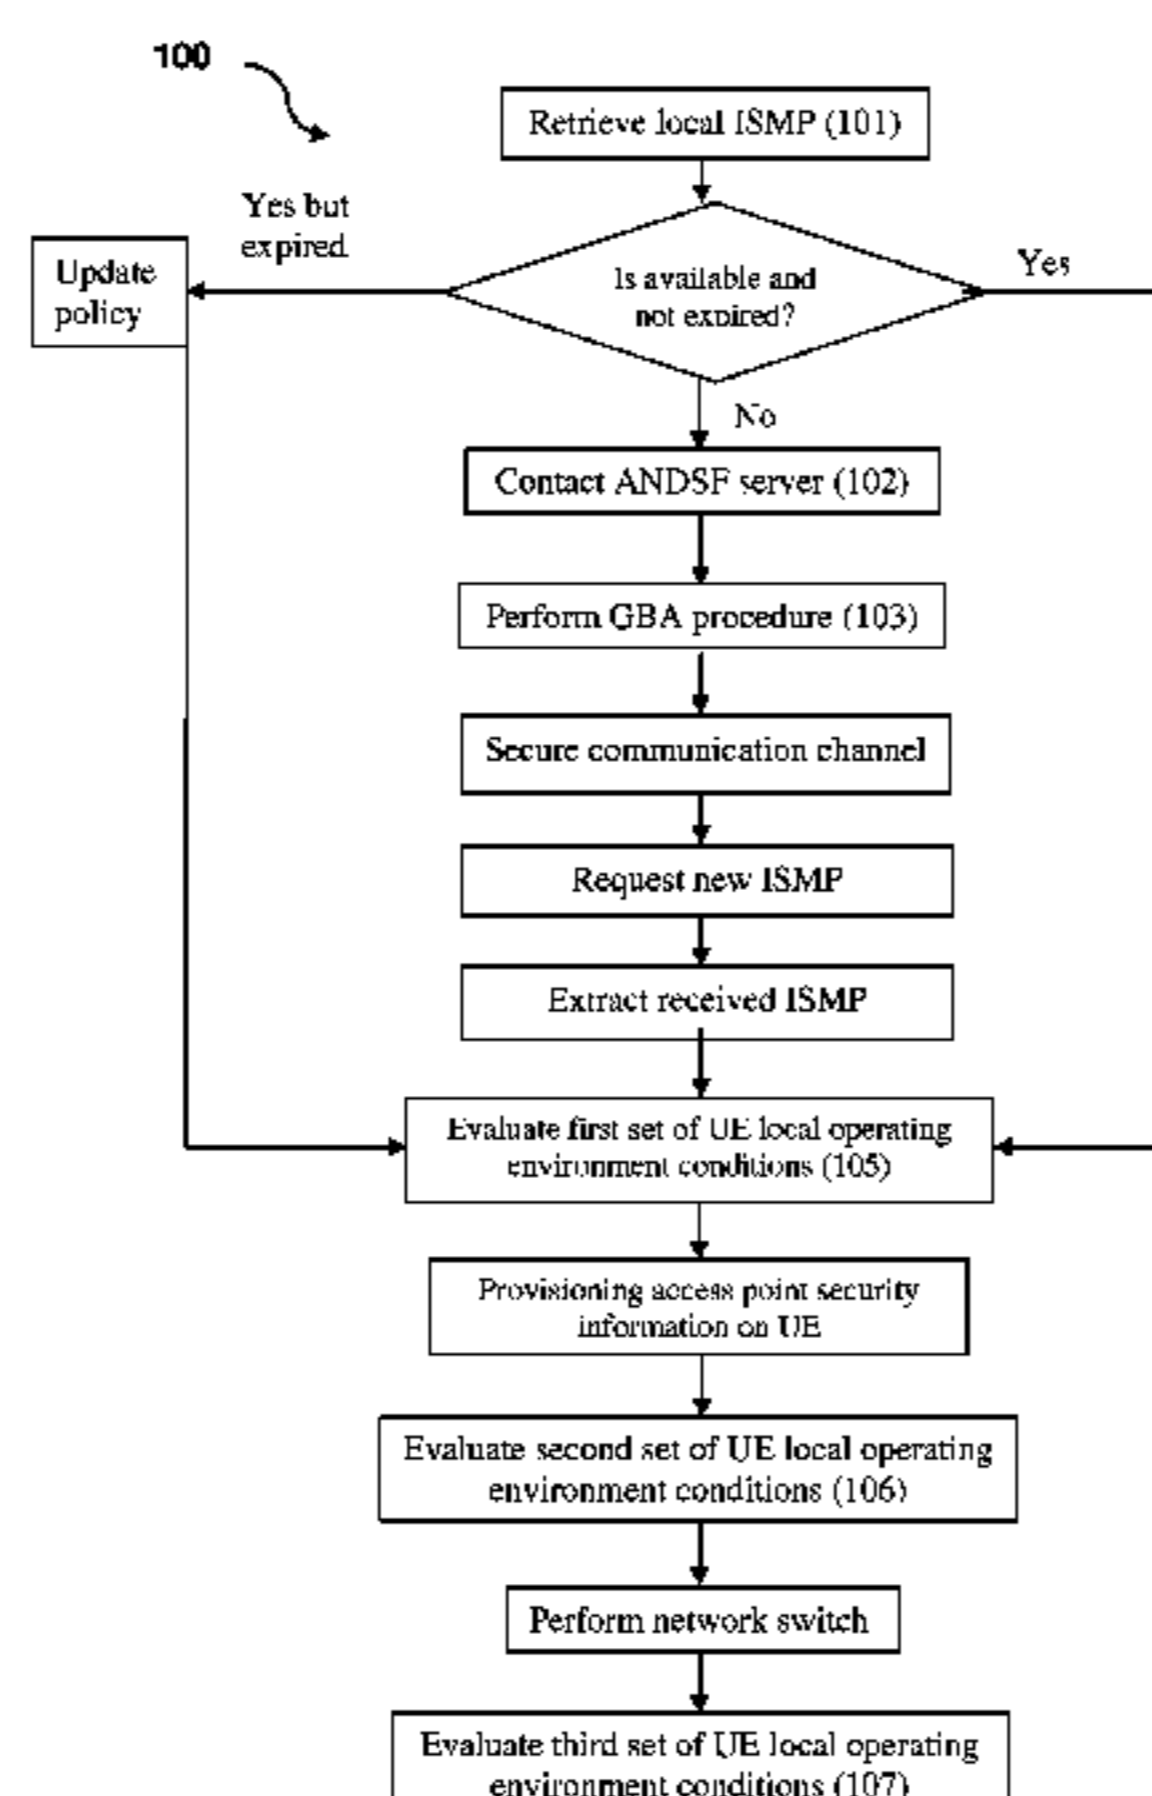 100
Retrieve local ISMP (101)
Yes but
expired
Update
policy
Is available and
not expired?
Yes
No
Contact ANDSF server (102)
Perform GBA procedure (103)
Secure communication channel
Request new ISMP
Extract received ISMP
Evaluate first set of UE local operating
environment conditions (105)
Provisioning access point security
information on UE
Evaluate second set of UE local operating
environment conditions (106)
Perform network switch
Evaluate third set of UE local operating
environment conditions (107)